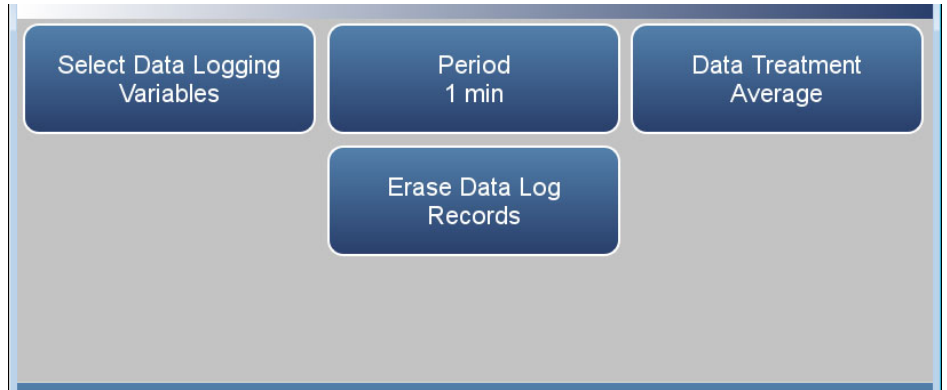 Select Data Logging
Variables
Period
1 min
Data Treatment
Average
Erase Data Log
Records